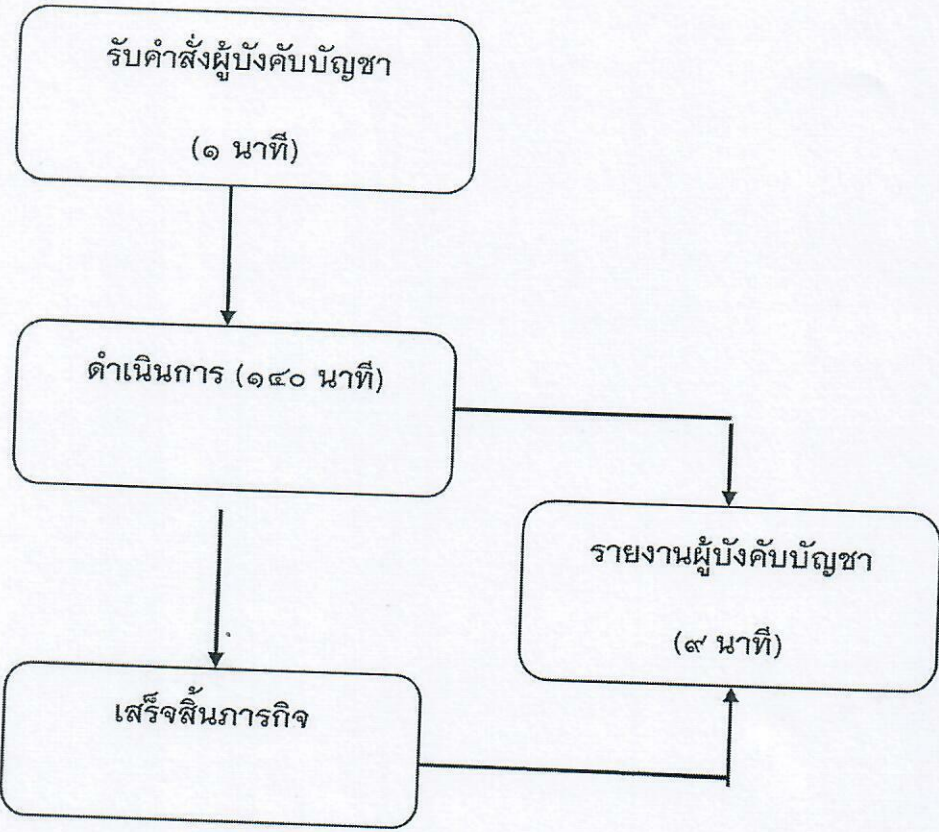 รับคำสั่งผู้บังคับบัญชา
(๑ นาที)
ดำเนินการ (๑๔๐ นาที)
รายงานผู้บังคับบัญชา
(๙ นาที)
เสร็จสิ้นภารกิจ